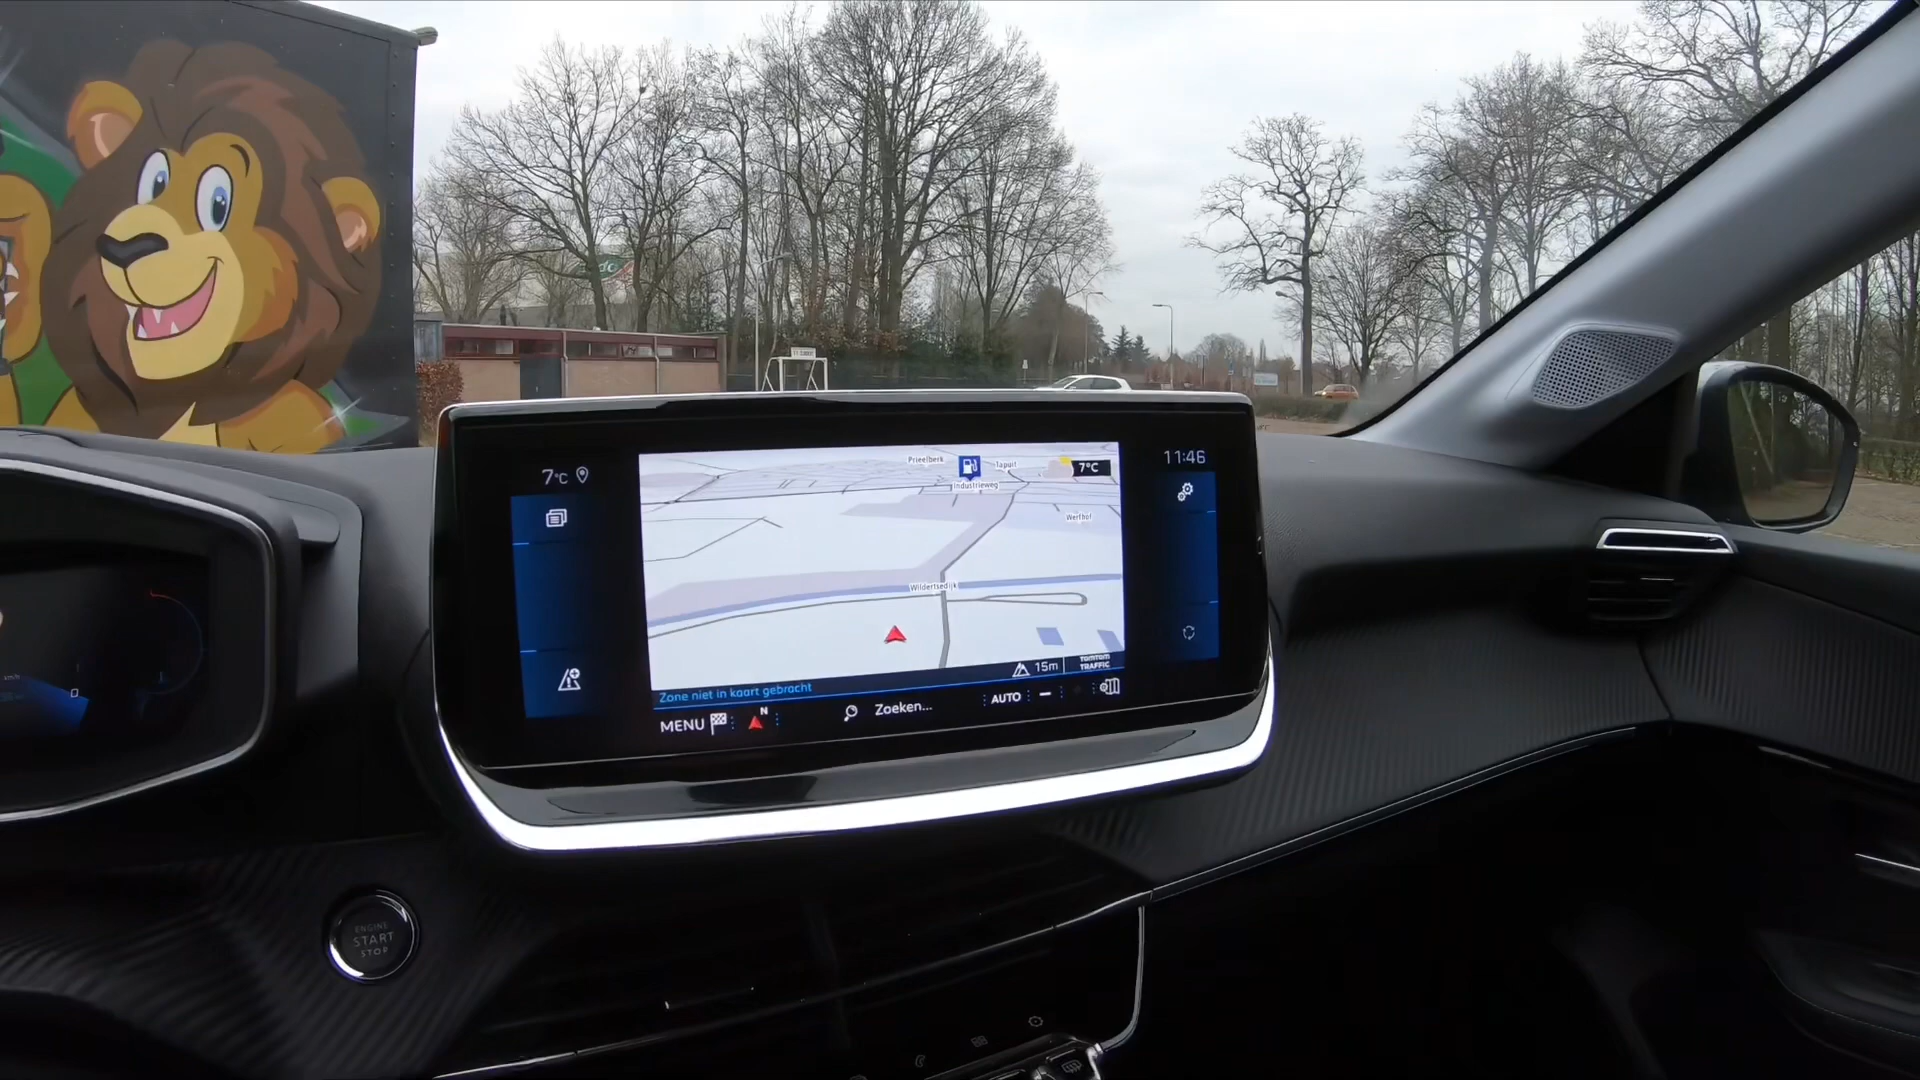 7°C
11:46
Prieelberk
Tapuit
7°C
Industrieweg
Werfhof
Wildertsedijk
15m
TOMTOM
TRAFFIC
Zone niet in kaart gebracht
MENU
N
Zoeken...
AUTO
km/h
ENGINE
START
STOP